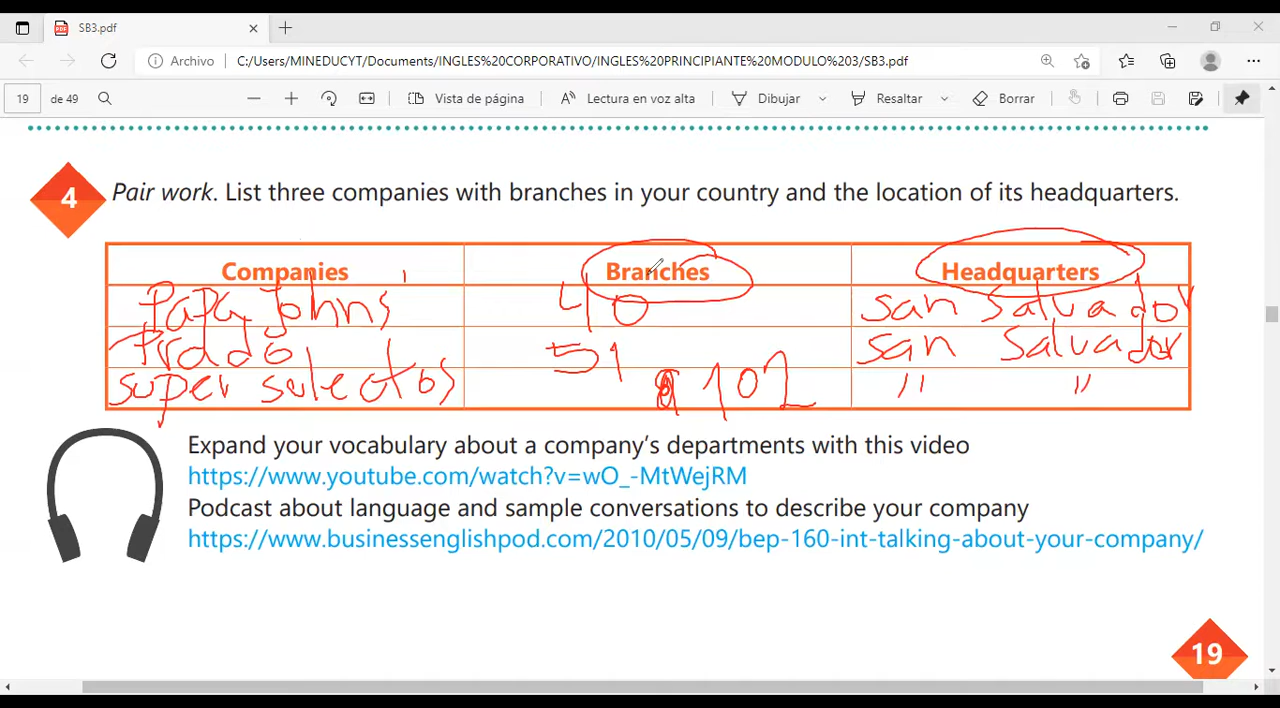 SB3.pdf
Archivo C:/Users/MINEDUCYT/Documents/INGLES%20CORPORATIVO/INGLES%20PRINCIPIANTE%20MODULO%203/SB3.pdf
19 de 49 Vista de página Lectura en voz alta Dibujar Resaltar Borrar
4 Pair work. List three companies with branches in your country and the location of its headquarters.
Companies Branches Headquarters
Papa Johns' 40 san Salvador
Prado 51 san Salvador
super selectos 102 " "
Expand your vocabulary about a company's departments with this video
https://www.youtube.com/watch?v=wO_-MtWejRM
Podcast about language and sample conversations to describe your company
https://www.businessenglishpod.com/2010/05/09/bep-160-int-talking-about-your-company/
19